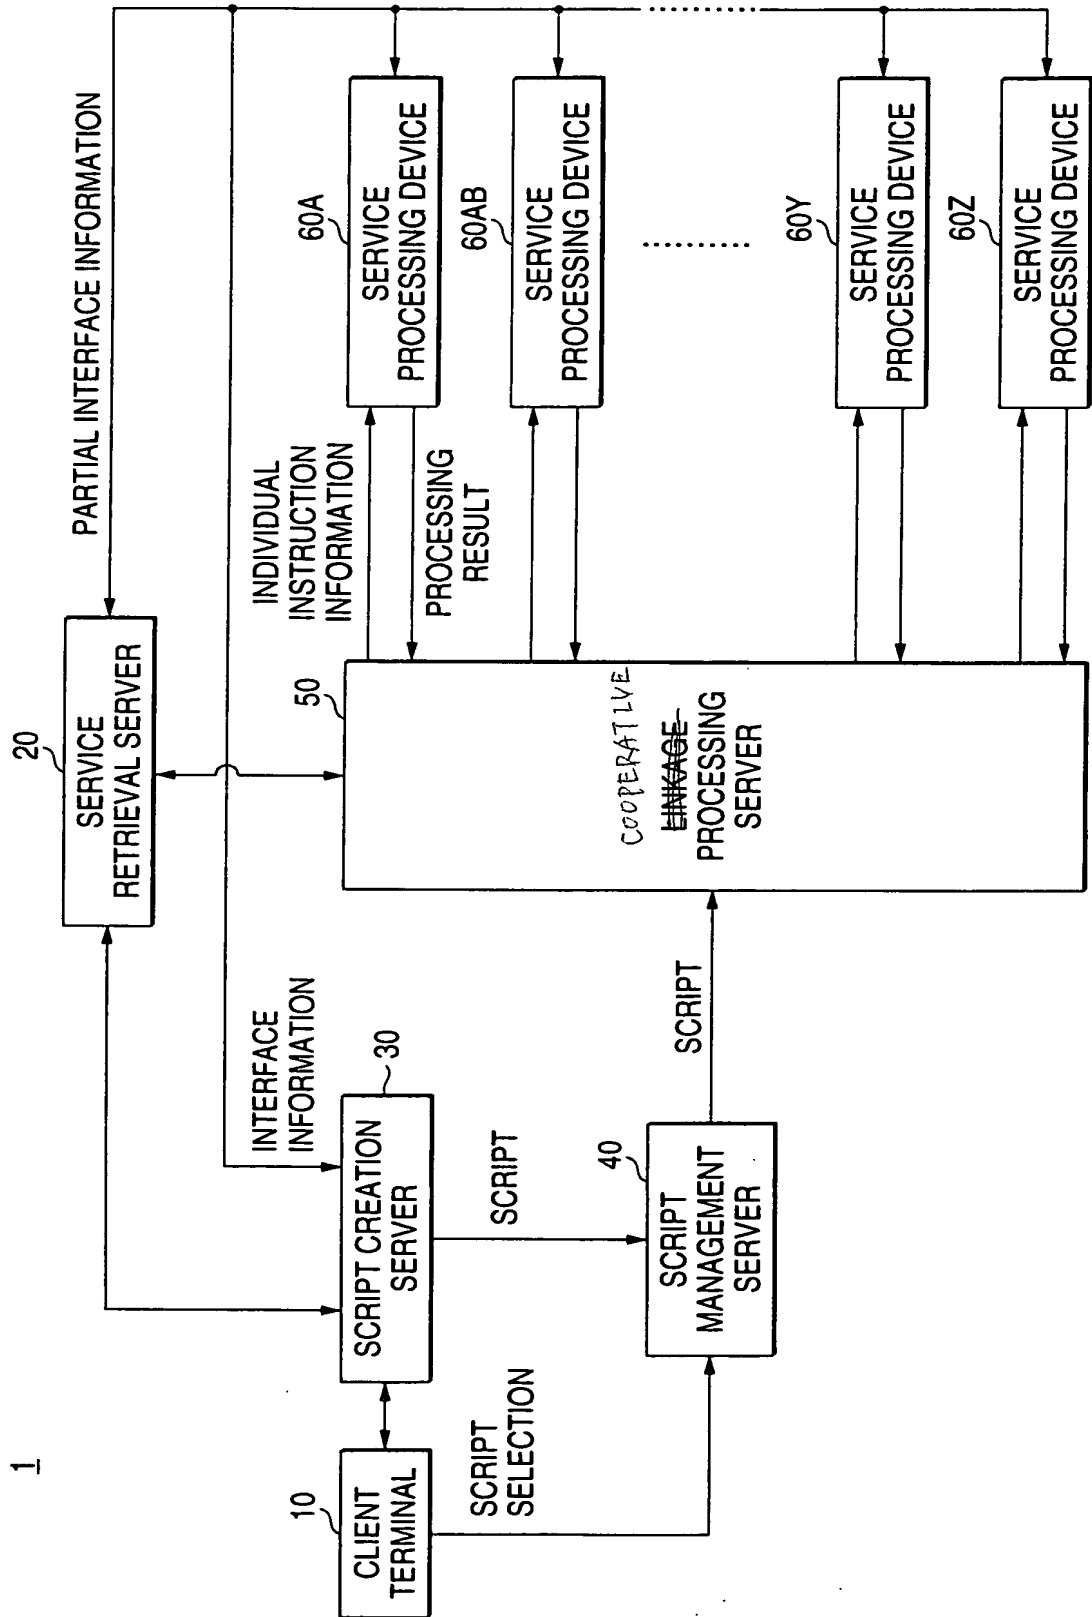 1
10
CLIENT
TERMINAL
SCRIPT
SELECTION
20
SERVICE
RETRIEVAL SERVER
PARTIAL INTERFACE INFORMATION
INTERFACE
INFORMATION
30
SCRIPT CREATION
SERVER
SCRIPT
40
SCRIPT
MANAGEMENT
SERVER
SCRIPT
50
COOPERATIVE
LINKAGE
PROCESSING
SERVER
INDIVIDUAL
INSTRUCTION
INFORMATION
PROCESSING
RESULT
60A
SERVICE
PROCESSING DEVICE
60AB
SERVICE
PROCESSING DEVICE
60Y
SERVICE
PROCESSING DEVICE
60Z
SERVICE
PROCESSING DEVICE